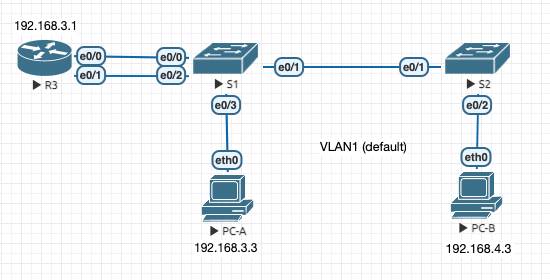 192.168.3.1
e0/0
e0/0
e0/1
e0/2
R3
S1
e0/1
e0/1
S2
e0/3
e0/2
VLAN1 (default)
eth0
eth0
PC-A
192.168.3.3
PC-B
192.168.4.3